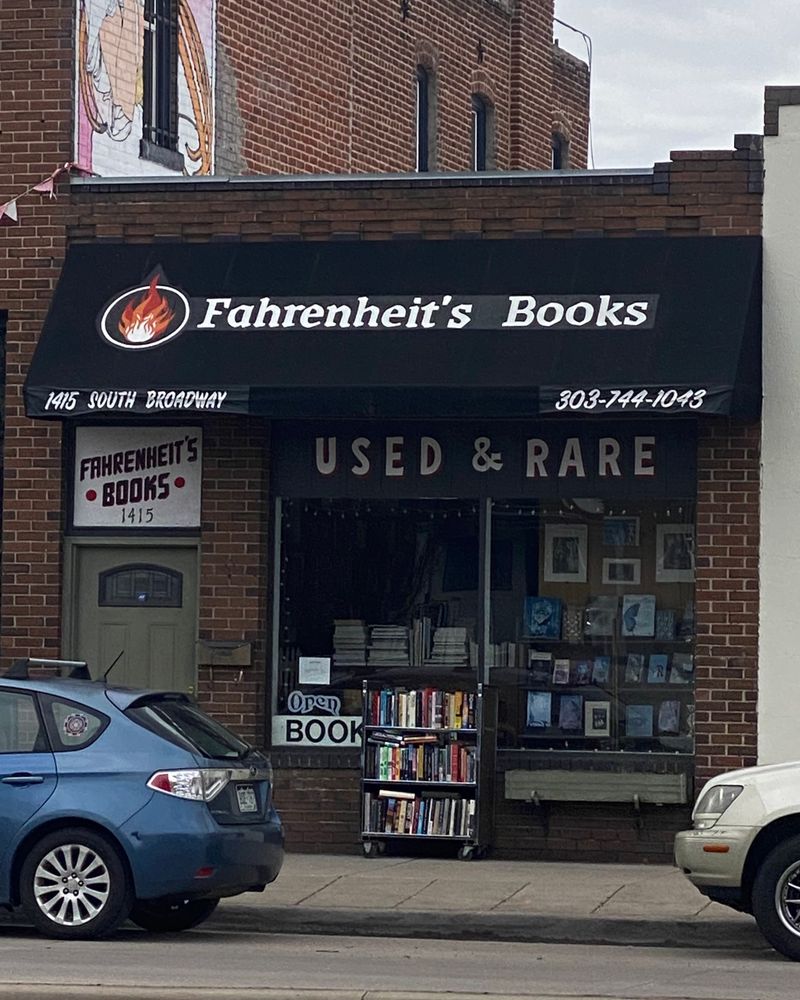 Fahrenheit's Books
1415 SOUTH BROADWAY
303-744-1043
FAHRENHEIT'S
BOOKS
1415
USED & RARE
Open
BOOK